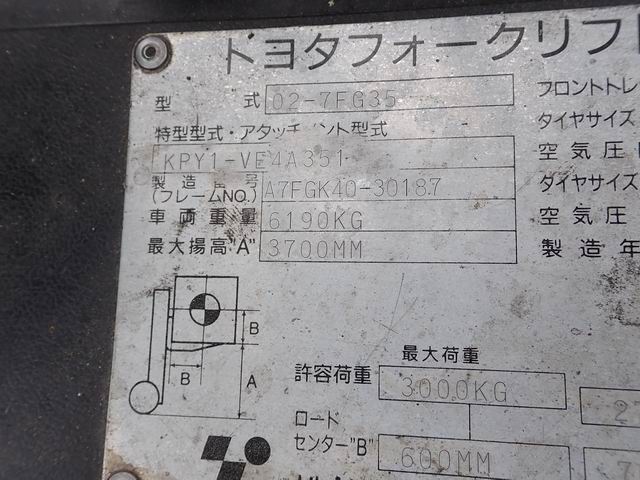 トヨタフォークリフト
型式 02-7FG35
特型型式・アタッチメント型式
KPY1-VE4A351
製造番号
(フレームNO.) A7FGK40-30187
車両重量 6190KG
最大揚高"A" 3700MM
フロントトレ
タイヤサイズ
空気圧
タイヤサイズ
空気圧
製造年
B
B
A
最大荷重
許容荷重 3000KG
ロード
センター"B" 600MM